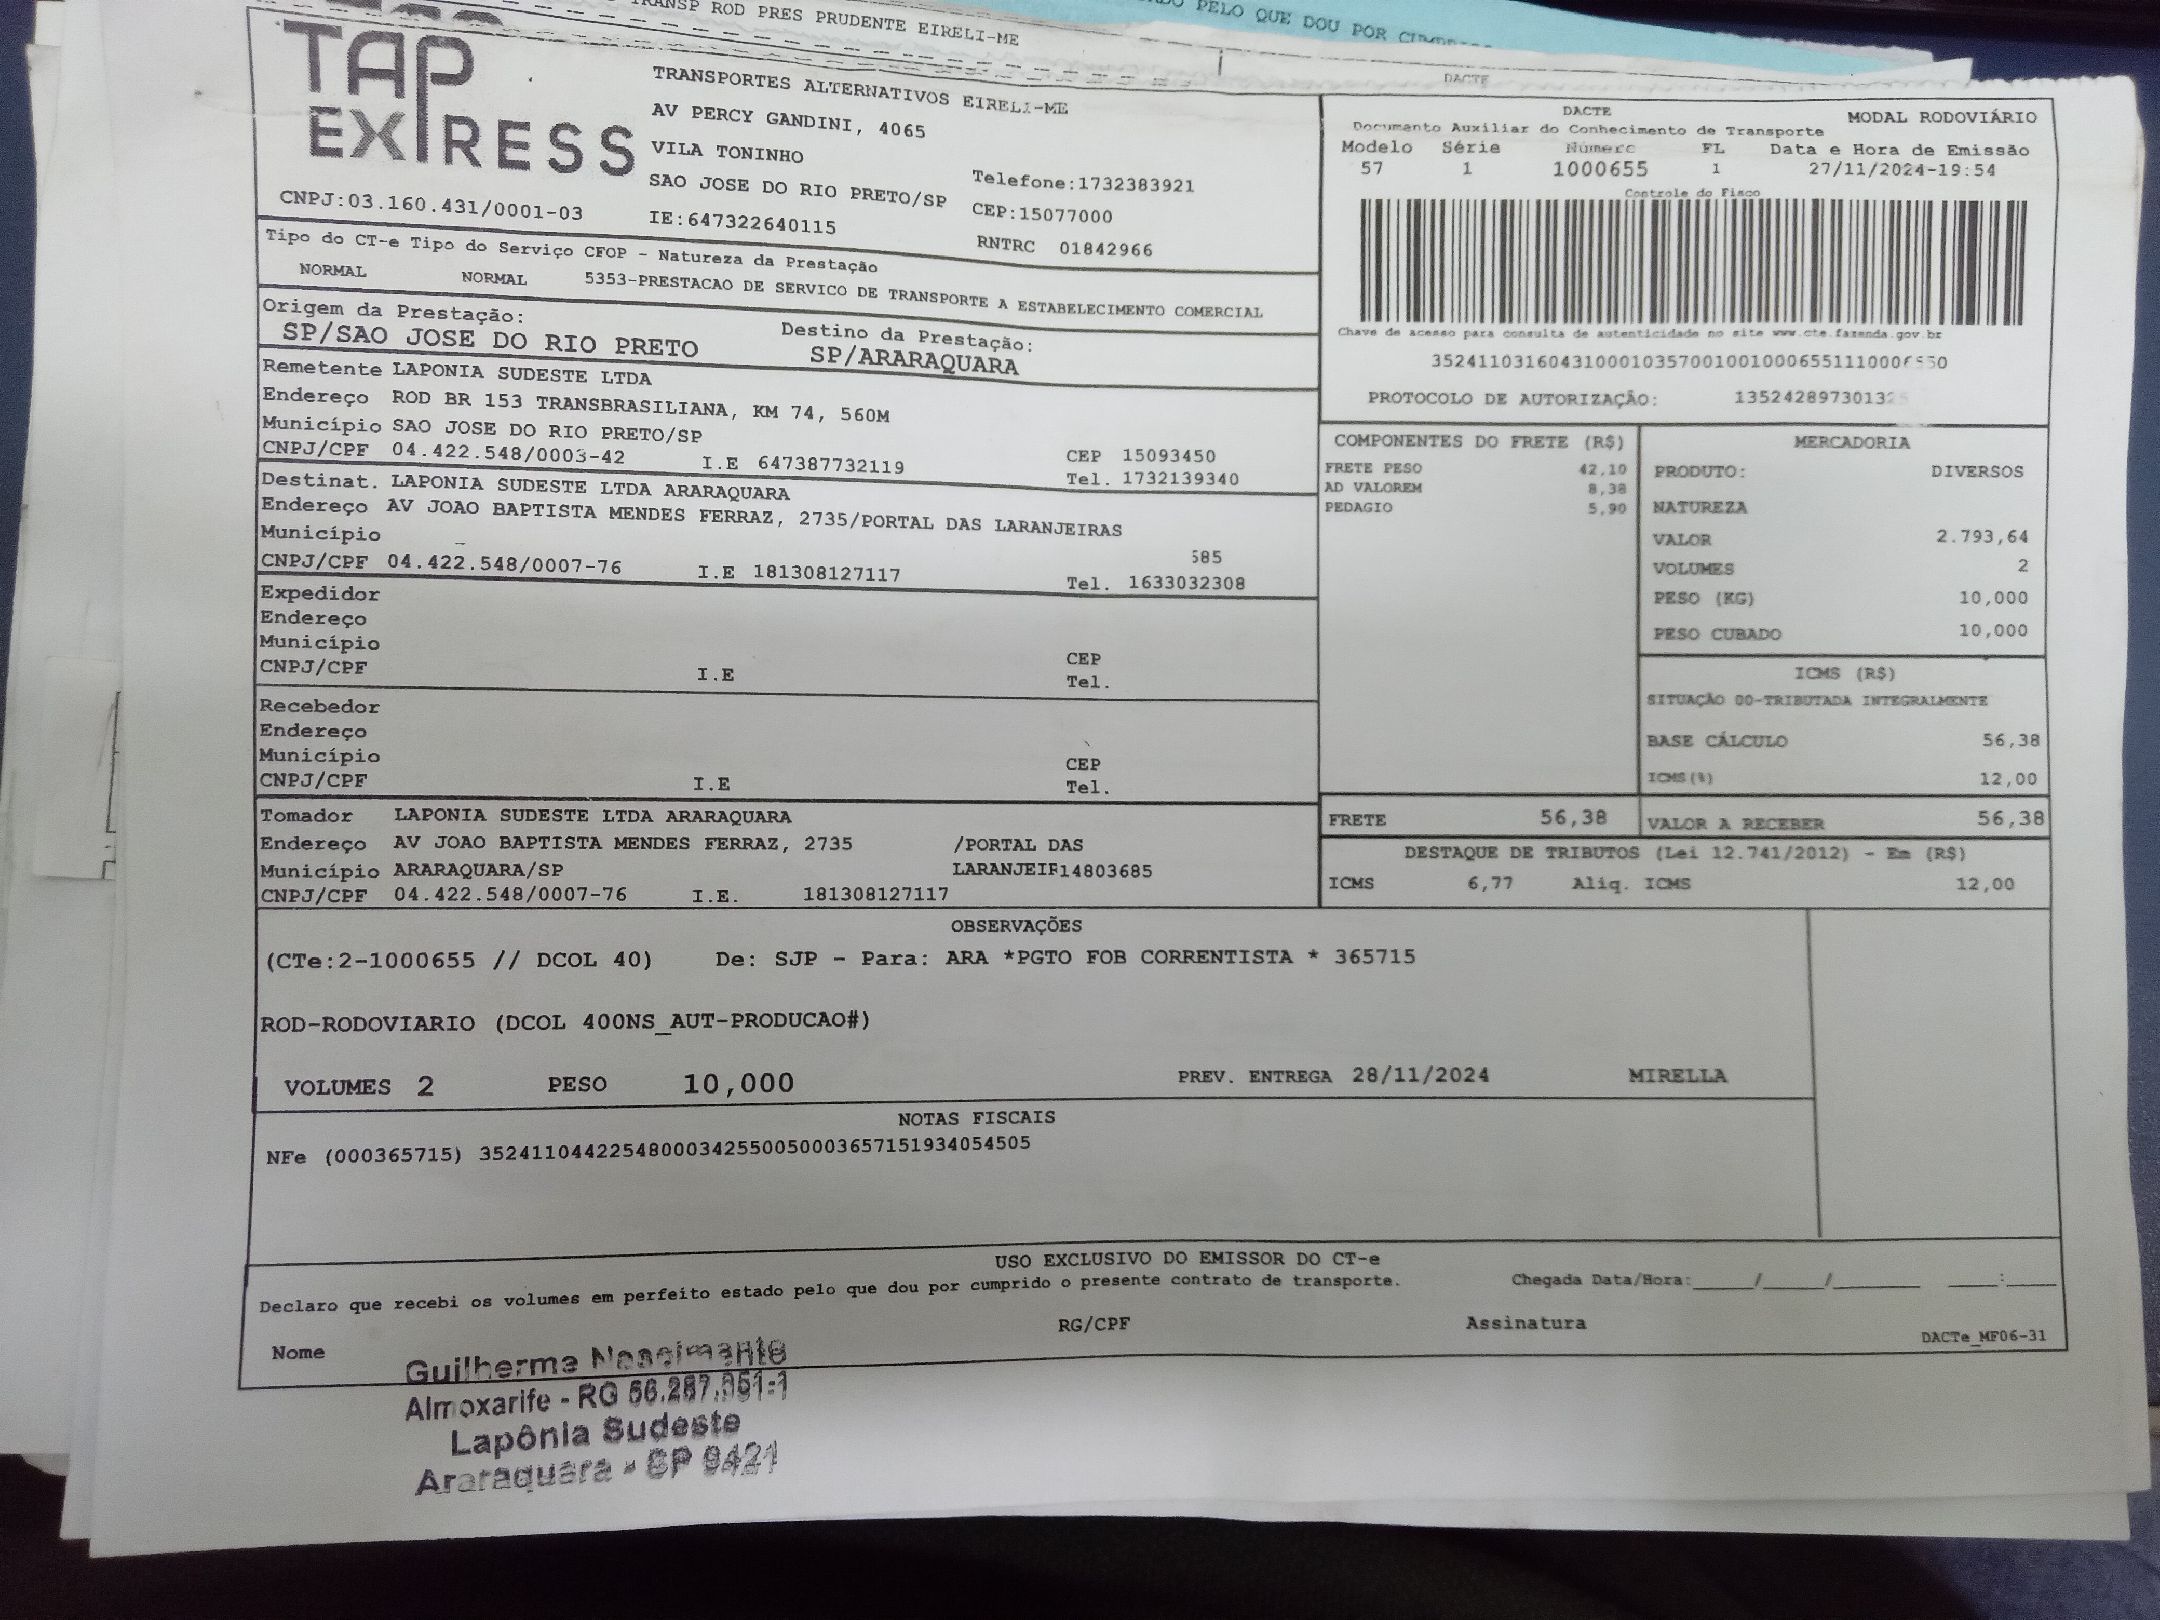 TRANSP ROD PRES PRUDENTE EIRELI-ME
PELO QUE DOU POR
TAP
EXPRESS
TRANSPORTES ALTERNATIVOS EIRELI-ME
AV PERCY GANDINI, 4065
VILA TONINHO
SAO JOSE DO RIO PRETO/SP
Telefone:1732383921
CNPJ:03.160.431/0001-03
IE:647322640115
CEP:15077000
RNTRC 01842966
DACTE
DACTE
MODAL RODOVIÁRIO
Documento Auxiliar do Conhecimento de Transporte
Modelo Série Número FL Data e Hora de Emissão
57 1 1000655 1 27/11/2024-19:54
Controle do Fisco
Chave de acesso para consulta de autenticidade no site www.cte.fazenda.gov.br
PROTOCOLO DE AUTORIZAÇÃO:
Tipo do CT-e Tipo do Serviço CFOP - Natureza da Prestação
NORMAL NORMAL 5353-PRESTACAO DE SERVICO DE TRANSPORTE A ESTABELECIMENTO COMERCIAL
Origem da Prestação: Destino da Prestação:
SP/SAO JOSE DO RIO PRETO SP/ARARAQUARA
Remetente LAPONIA SUDESTE LTDA
Endereço ROD BR 153 TRANSBRASILIANA, KM 74, 560M
Município SAO JOSE DO RIO PRETO/SP CEP 15093450
CNPJ/CPF 04.422.548/0003-42 I.E 647387732119 Tel. 1732139340
Destinat. LAPONIA SUDESTE LTDA ARARAQUARA
Endereço AV JOAO BAPTISTA MENDES FERRAZ, 2735/PORTAL DAS LARANJEIRAS
Município 585
CNPJ/CPF 04.422.548/0007-76 I.E 181308127117 Tel. 1633032308
Expedidor
Endereço
Município CEP
CNPJ/CPF I.E Tel.
Recebedor
Endereço
Município CEP
CNPJ/CPF I.E Tel.
Tomador LAPONIA SUDESTE LTDA ARARAQUARA
Endereço AV JOAO BAPTISTA MENDES FERRAZ, 2735 /PORTAL DAS
Município ARARAQUARA/SP LARANJEIR14803685
CNPJ/CPF 04.422.548/0007-76 I.E. 181308127117
COMPONENTES DO FRETE (R$)
FRETE PESO 42,10
AD VALOREM 8,38
PEDAGIO 5,90
MERCADORIA
PRODUTO: DIVERSOS
NATUREZA
VALOR 2.793,64
VOLUMES 2
PESO (KG) 10,000
PESO CUBADO 10,000
ICMS (R$)
SITUAÇÃO 00-TRIBUTADA INTEGRALMENTE
BASE CÁLCULO 56,38
ICMS(%) 12,00
FRETE 56,38 VALOR A RECEBER 56,38
DESTAQUE DE TRIBUTOS (Lei 12.741/2012) - Em (R$)
ICMS 6,77 Aliq. ICMS 12,00
OBSERVAÇÕES
(CTe:2-1000655 // DCOL 40) De: SJP - Para: ARA *PGTO FOB CORRENTISTA * 365715
ROD-RODOVIARIO (DCOL 400NS_AUT-PRODUCAO#)
VOLUMES 2 PESO 10,000 PREV. ENTREGA 28/11/2024 MIRELLA
NOTAS FISCAIS
NFe (000365715) 35241104422548000342550050003657151934054505
USO EXCLUSIVO DO EMISSOR DO CT-e
Declaro que recebi os volumes em perfeito estado pelo que dou por cumprido o presente contrato de transporte. Chegada Data/Hora:____/____/______ ___:___
Nome RG/CPF Assinatura
DACTe_MF06-31
Guilherme Nascimento
Almoxarife - RG
Lapônia Sudeste
Araraquara - SP 9421